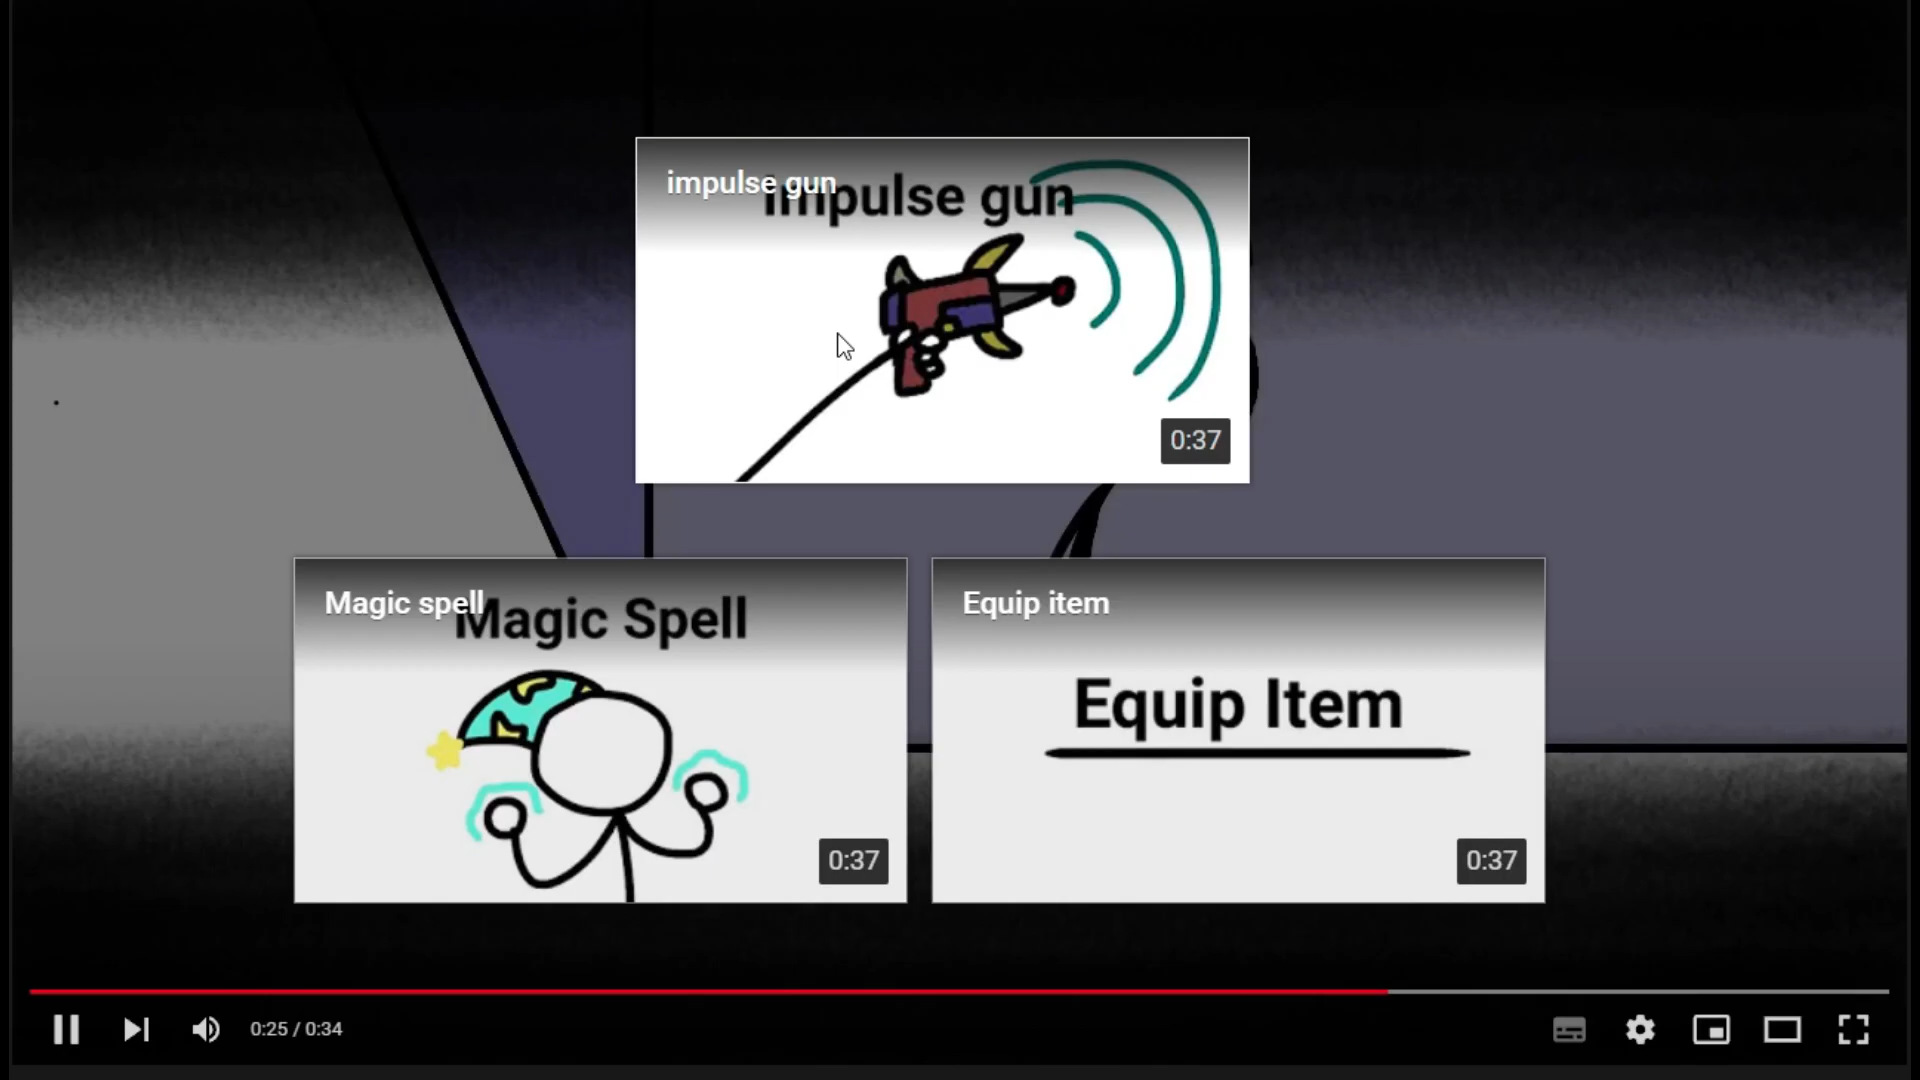 impulse gun
impulse gun
0:37
Magic spell
Magic Spell
0:37
Equip item
Equip Item
0:37
0:25 / 0:34